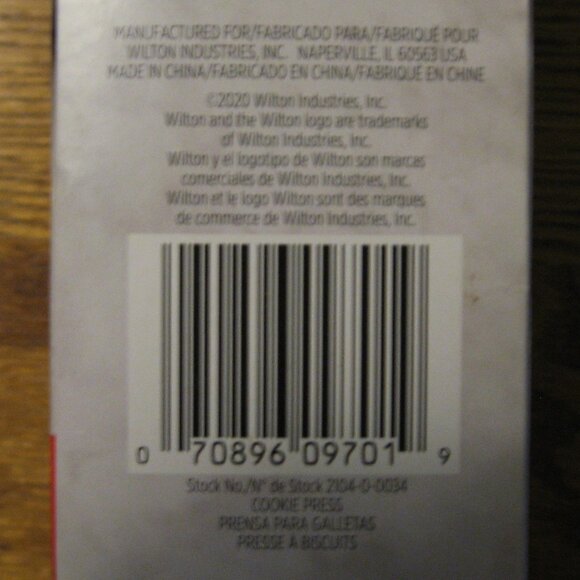 MANUFACTURED FOR/FABRICADO PARA/FABRIQUÉ POUR
WILTON INDUSTRIES, INC. NAPERVILLE, IL 60563 USA
MADE IN CHINA/FABRICADO EN CHINA/FABRIQUÉ EN CHINE
©2020 Wilton Industries, Inc.
Wilton and the Wilton logo are trademarks
of Wilton Industries, Inc.
Wilton y el logotipo de Wilton son marcas
comerciales de Wilton Industries, Inc.
Wilton et le logo Wilton sont des marques
de commerce de Wilton Industries, Inc.
0 70896 09701 9
Stock No./N° de Stock 2104-0-0034
COOKIE PRESS
PRENSA PARA GALLETAS
PRESSE À BISCUITS